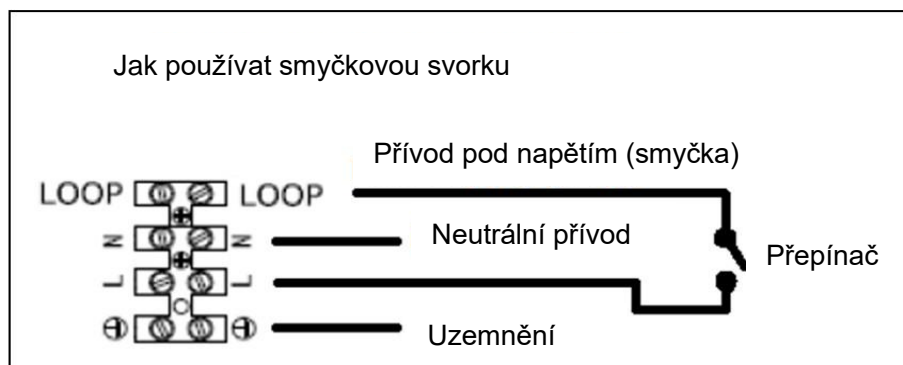 Jak používat smyčkovou svorku
Přívod pod napětím (smyčka)
LOOP LOOP
N N Neutrální přívod
Přepínač
L L
Uzemnění